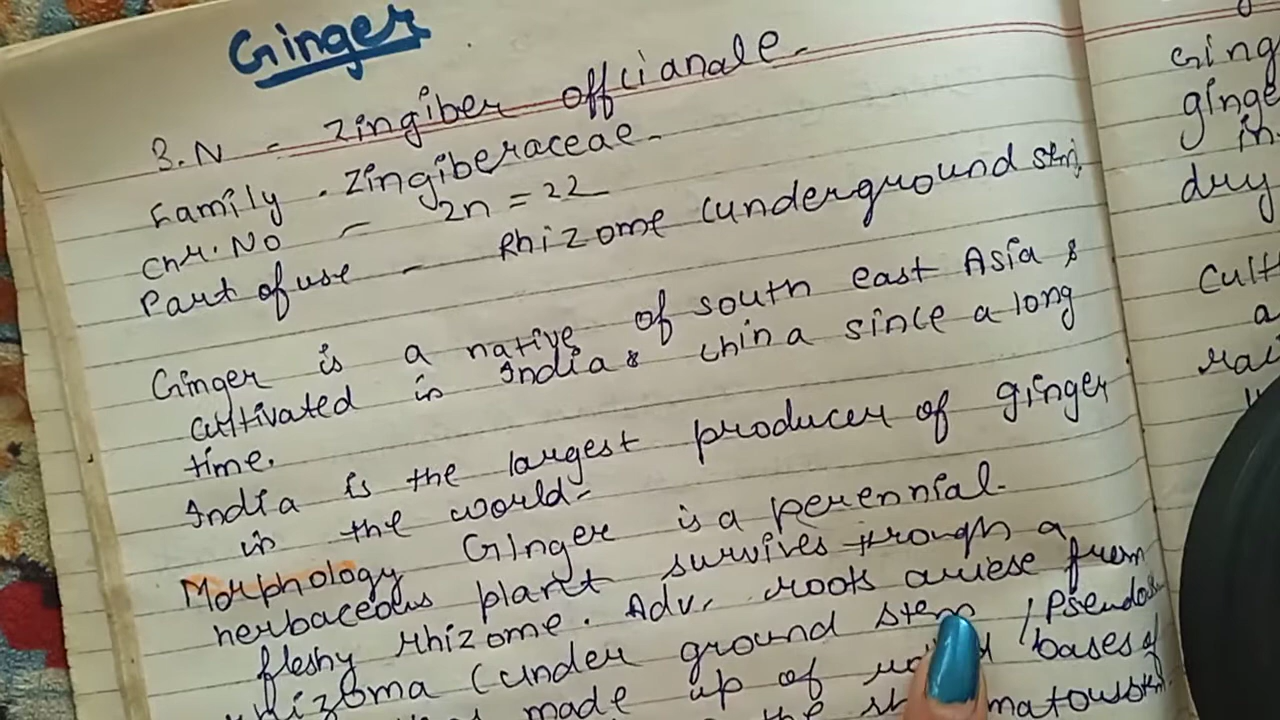 Ginger
B.N - Zingiber officianale-
Family - Zingiberaceae-
Chr. No - 2n = 22
Part of use - Rhizome (underground stem)
Ginger is a native of south east Asia &
cultivated in India & China since a long
time.
India is the largest producer of ginger
in the world-
Morphology Ginger is a perennial.
herbaceous plant survives through a
fleshy rhizome. Adv. roots ariese from
(under ground stem / Pseudo
made up of bases of
the
ging
ginge
in
dry
Cult
a